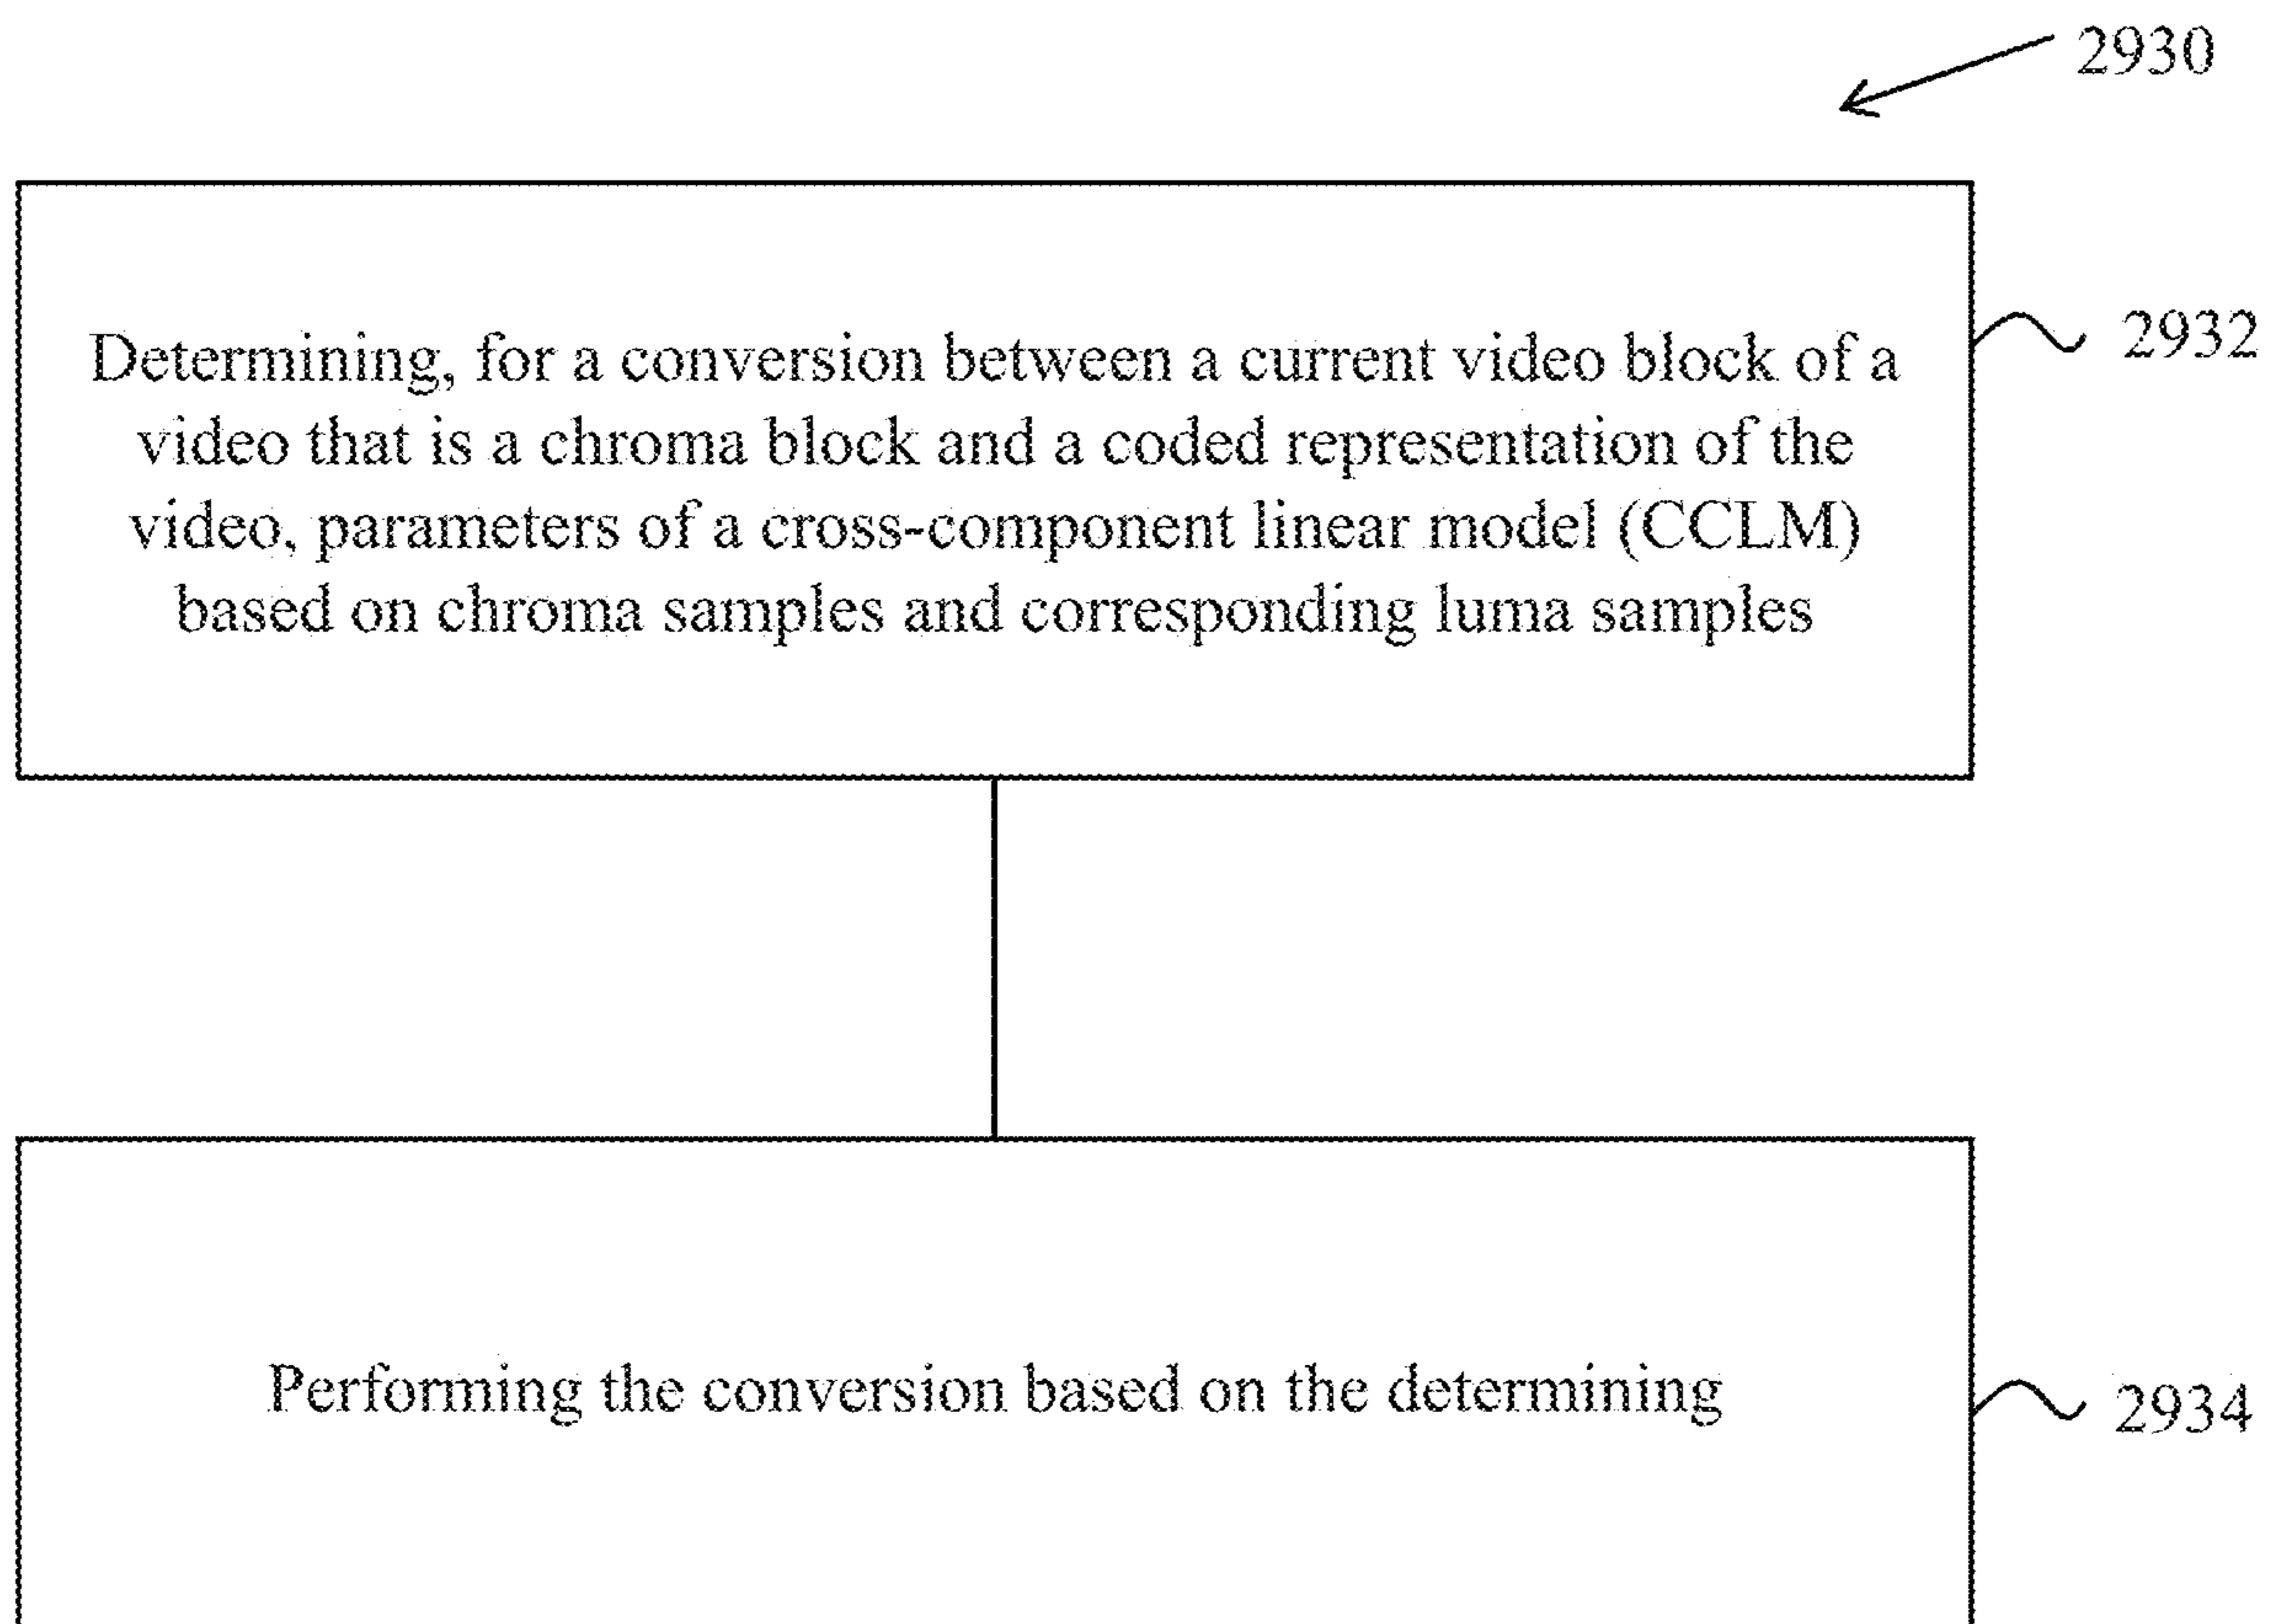 2930
Determining, for a conversion between a current video block of a
video that is a chroma block and a coded representation of the
video, parameters of a cross-component linear model (CCLM)
based on chroma samples and corresponding luma samples
2932
Performing the conversion based on the determining
2934